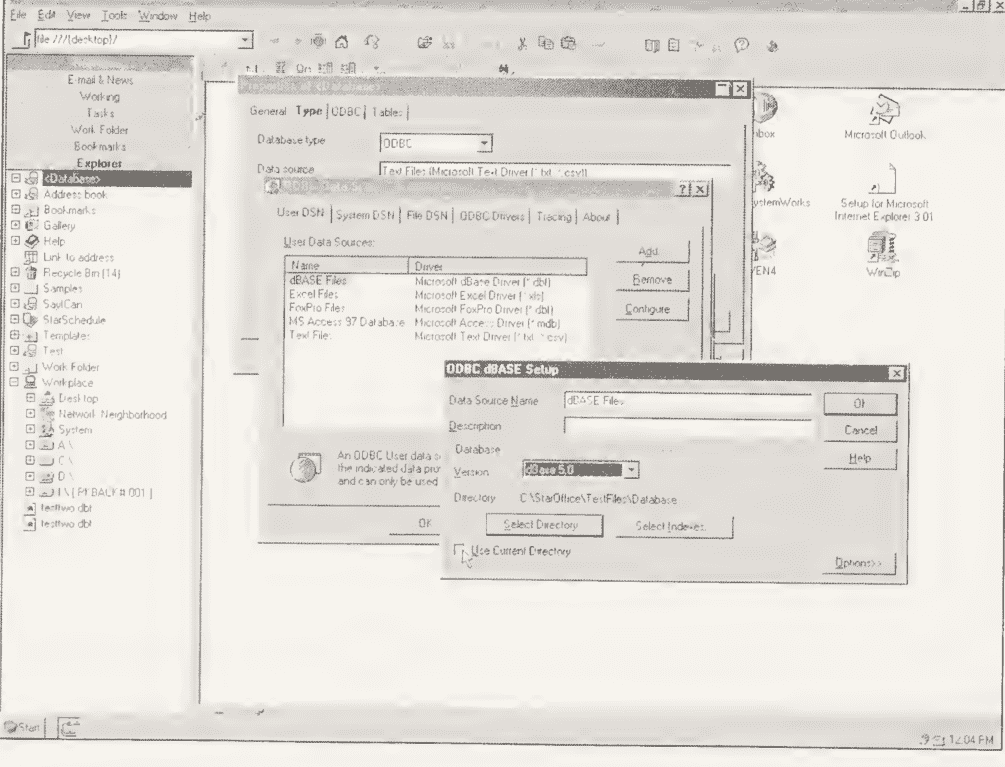 File Edit View Tools Window Help
file:///[desktop]/
E-mail & News
Working
Tasks
Work Folder
Bookmarks
Explorer
<Database>
Address book
Bookmarks
Gallery
Help
Link to address
Recycle Bin [14]
Samples
StarSchedule
Templates
Test
Work Folder
Workplace
Desktop
Network Neighborhood
System
A:\
C:\
D:\
testtwo dbf
testtwo dbf
Properties of <Database>
General Type ODBC Tables
Database type ODBC
Data source Text Files (Microsoft Text Driver (*.txt; *.csv))
User DSN System DSN File DSN ODBC Drivers Tracing About
User Data Sources:
Name Driver
dBASE Files Microsoft dBase Driver (*.dbf)
Excel Files Microsoft Excel Driver (*.xls)
FoxPro Files Microsoft FoxPro Driver (*.dbf)
MS Access 97 Database Microsoft Access Driver (*.mdb)
Text Files Microsoft Text Driver (*.txt; *.csv)
Add
Remove
Configure
An ODBC User data s
the indicated data pro
and can only be used
OK
ODBC dBASE Setup
Data Source Name dBASE Files
Description
Database
Version dBase 5.0
Directory C:\StarOffice\TestFiles\Database
Select Directory Select Indexes
Use Current Directory
OK
Cancel
Help
Options>>
Microsoft Outlook
Setup for Microsoft
Internet Explorer 3.01
WinZip
Start
12:04 PM